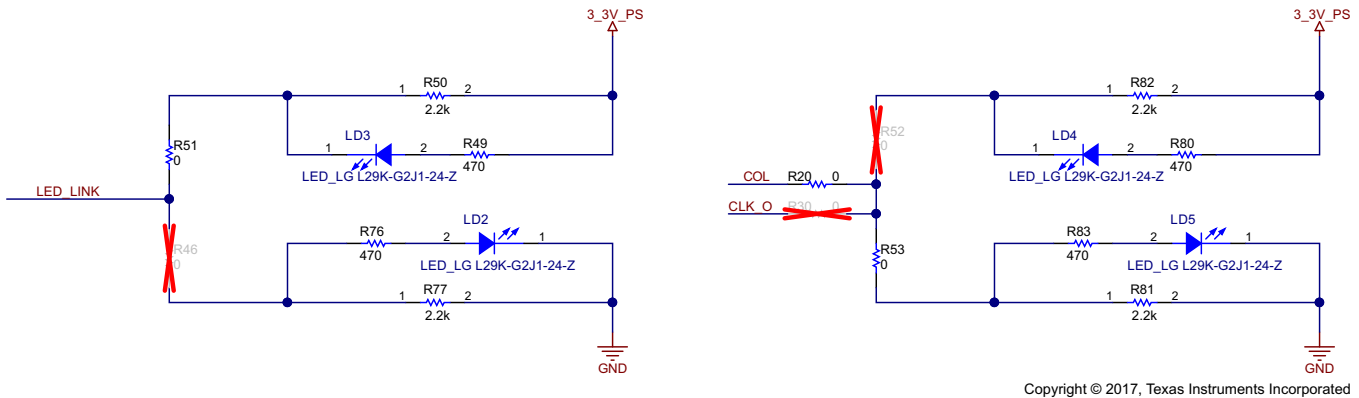 3_3V_PS
R50
1 2
2.2k
R51
0
LD3
1 2
R49
470
LED_LG L29K-G2J1-24-Z
LED_LINK
R46
0
R76
470
LD2
2 1
LED_LG L29K-G2J1-24-Z
R77
1 2
2.2k
GND
3_3V_PS
R82
1 2
2.2k
R52
0
LD4
1 2
R80
470
LED_LG L29K-G2J1-24-Z
COL R20 0
CLK_O R30 0
R53
0
R83
470
LD5
2 1
LED_LG L29K-G2J1-24-Z
R81
1 2
2.2k
GND
Copyright © 2017, Texas Instruments Incorporated